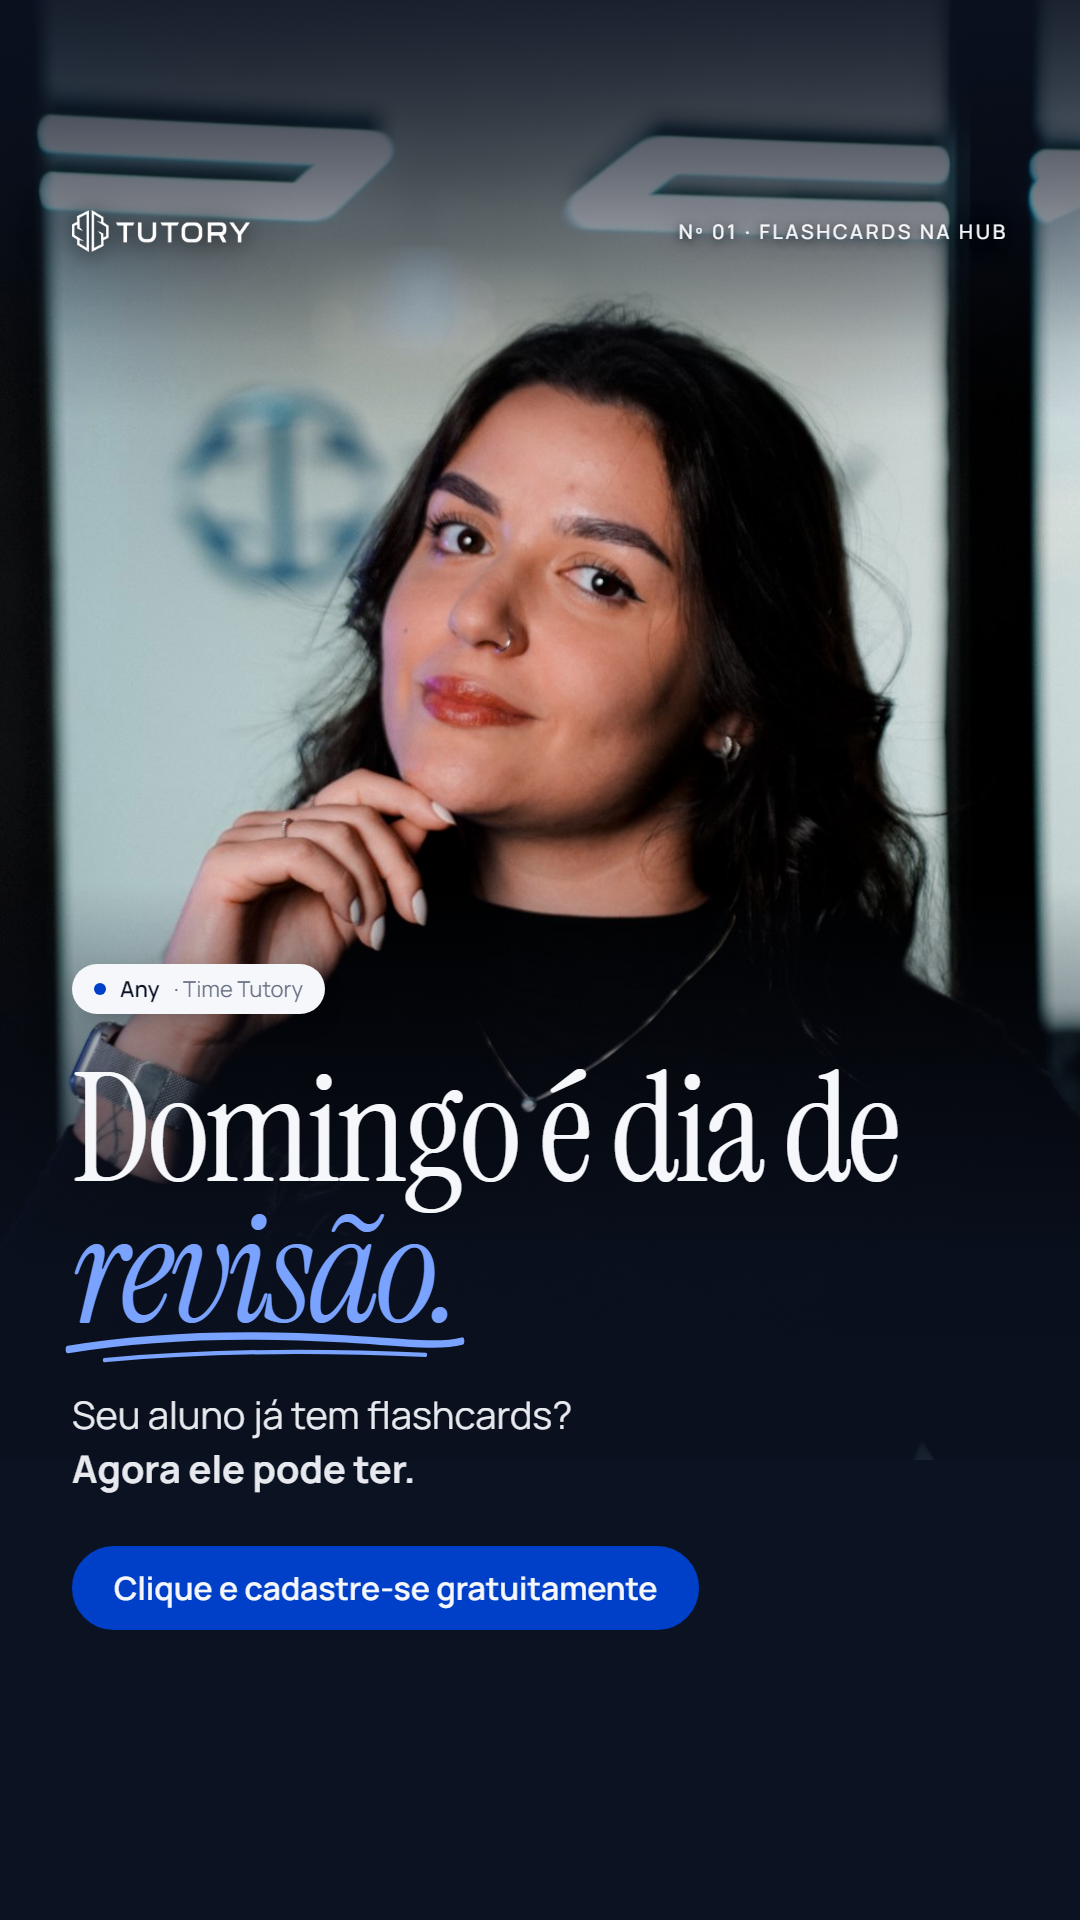 TUTORY
Nº 01 · FLASHCARDS NA HUB
Any · Time Tutory
Domingo é dia de
revisão.
Seu aluno já tem flashcards?
Agora ele pode ter.
Clique e cadastre-se gratuitamente